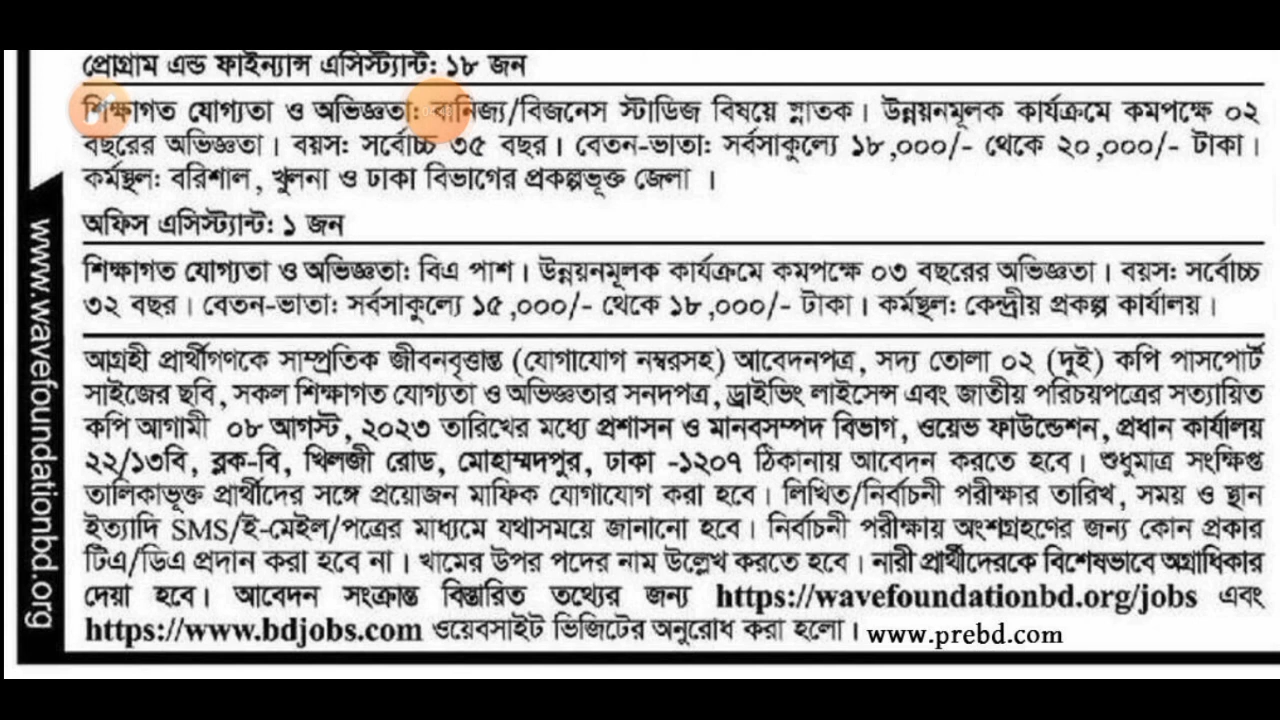 প্রোগ্রাম এন্ড ফাইন্যান্স এসিস্ট্যান্ট: ১৮ জন
শিক্ষাগত যোগ্যতা ও অভিজ্ঞতা: বানিজ্য/বিজনেস স্টাডিজ বিষয়ে স্নাতক। উন্নয়নমূলক কার্যক্রমে কমপক্ষে ০২
বছরের অভিজ্ঞতা। বয়স: সর্বোচ্চ ৩৫ বছর। বেতন-ভাতা: সর্বসাকুল্যে ১৮,০০০/- থেকে ২০,০০০/- টাকা।
কর্মস্থল: বরিশাল, খুলনা ও ঢাকা বিভাগের প্রকল্পভূক্ত জেলা ।
অফিস এসিস্ট্যান্ট: ১ জন
শিক্ষাগত যোগ্যতা ও অভিজ্ঞতা: বিএ পাশ। উন্নয়নমূলক কার্যক্রমে কমপক্ষে ০৩ বছরের অভিজ্ঞতা। বয়স: সর্বোচ্চ
৩২ বছর। বেতন-ভাতা: সর্বসাকুল্যে ১৫,০০০/- থেকে ১৮,০০০/- টাকা। কর্মস্থল: কেন্দ্রীয় প্রকল্প কার্যালয়।
আগ্রহী প্রার্থীগণকে সাম্প্রতিক জীবনবৃত্তান্ত (যোগাযোগ নম্বরসহ) আবেদনপত্র, সদ্য তোলা ০২ (দুই) কপি পাসপোর্ট
সাইজের ছবি, সকল শিক্ষাগত যোগ্যতা ও অভিজ্ঞতার সনদপত্র, ড্রাইভিং লাইসেন্স এবং জাতীয় পরিচয়পত্রের সত্যায়িত
কপি আগামী ০৮ আগস্ট, ২০২৩ তারিখের মধ্যে প্রশাসন ও মানবসম্পদ বিভাগ, ওয়েভ ফাউন্ডেশন, প্রধান কার্যালয়
২২/১৩বি, ব্লক-বি, খিলজী রোড, মোহাম্মদপুর, ঢাকা -১২০৭ ঠিকানায় আবেদন করতে হবে। শুধুমাত্র সংক্ষিপ্ত
তালিকাভূক্ত প্রার্থীদের সঙ্গে প্রয়োজন মাফিক যোগাযোগ করা হবে। লিখিত/নির্বাচনী পরীক্ষার তারিখ, সময় ও স্থান
ইত্যাদি SMS/ই-মেইল/পত্রের মাধ্যমে যথাসময়ে জানানো হবে। নির্বাচনী পরীক্ষায় অংশগ্রহণের জন্য কোন প্রকার
টিএ/ডিএ প্রদান করা হবে না। খামের উপর পদের নাম উল্লেখ করতে হবে। নারী প্রার্থীদেরকে বিশেষভাবে অগ্রাধিকার
দেয়া হবে। আবেদন সংক্রান্ত বিস্তারিত তথ্যের জন্য https://wavefoundationbd.org/jobs এবং
https://www.bdjobs.com ওয়েবসাইট ভিজিটের অনুরোধ করা হলো। www.prebd.com
www.wavefoundationbd.org